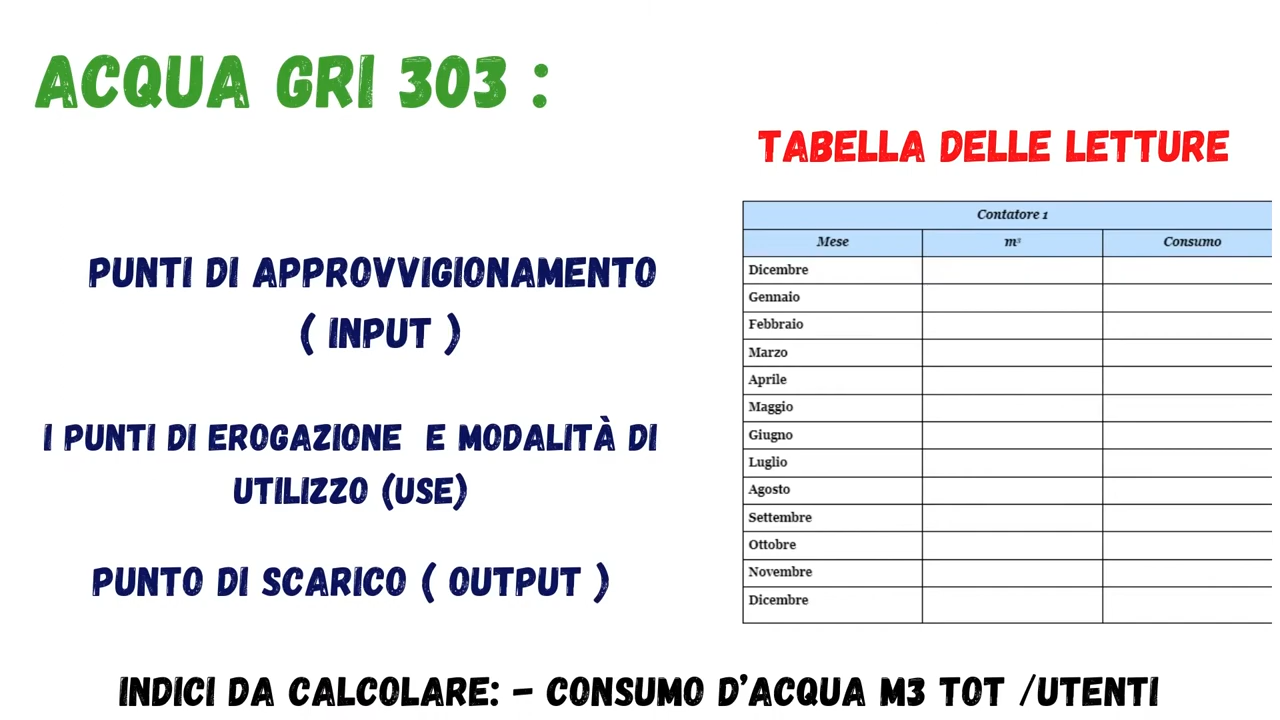 ACQUA GRI 303 :
PUNTI DI APPROVVIGIONAMENTO
( INPUT )
I PUNTI DI EROGAZIONE E MODALITÀ DI
UTILIZZO (USE)
PUNTO DI SCARICO ( OUTPUT )
TABELLA DELLE LETTURE
Contatore 1
Mese m³ Consumo
Dicembre
Gennaio
Febbraio
Marzo
Aprile
Maggio
Giugno
Luglio
Agosto
Settembre
Ottobre
Novembre
Dicembre
INDICI DA CALCOLARE: – CONSUMO D'ACQUA M3 TOT /UTENTI